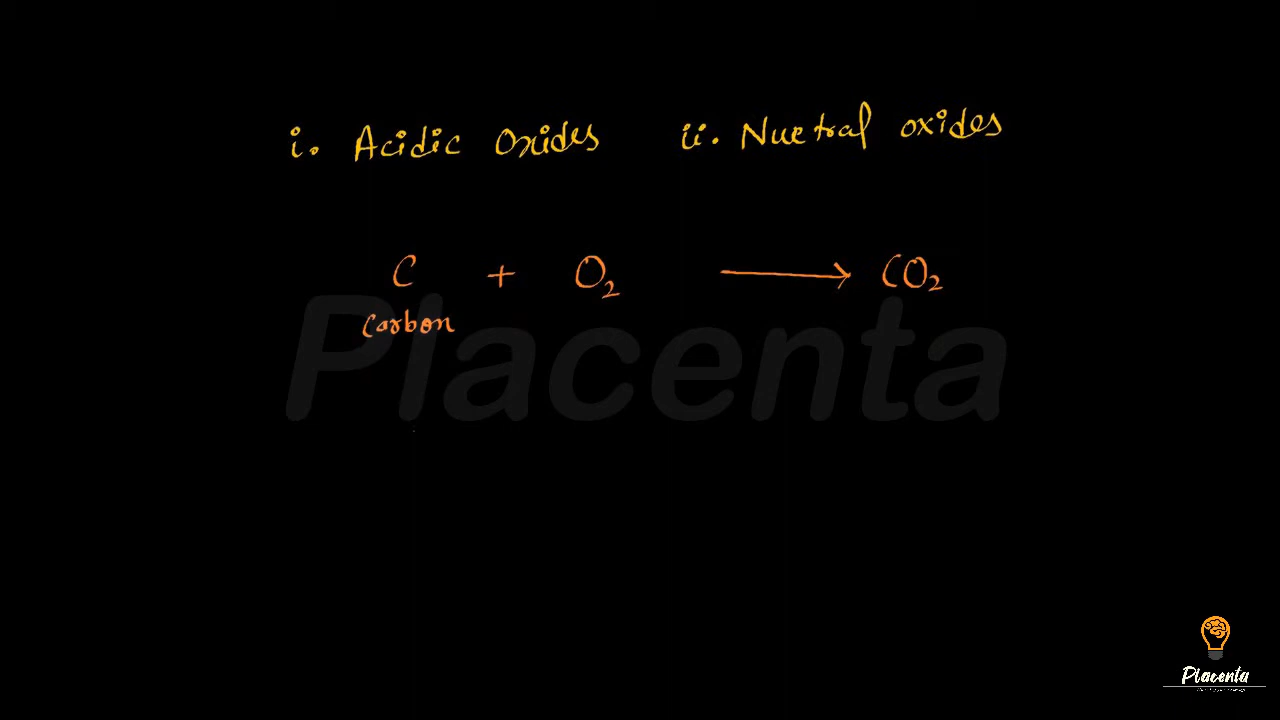 i. Acidic Oxides ii. Nuetral oxides
C + O₂ ⟶ CO₂
Carbon
Placenta
Placenta